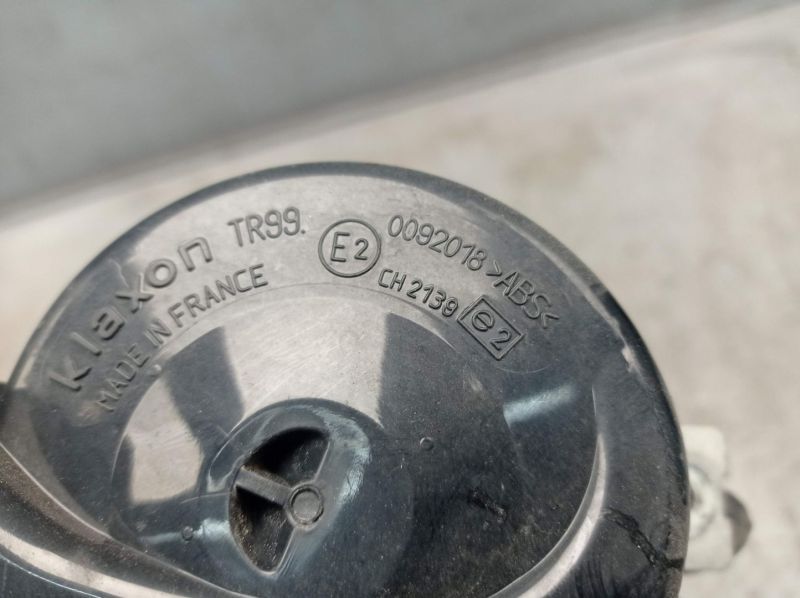 klaxon TR99. E2 0092018 >ABS<
MADE IN FRANCE CH 2139 e2